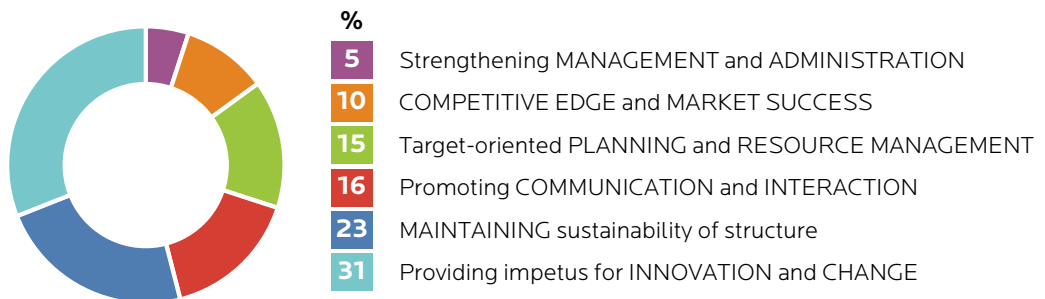 %
5 Strengthening MANAGEMENT and ADMINISTRATION
10 COMPETITIVE EDGE and MARKET SUCCESS
15 Target-oriented PLANNING and RESOURCE MANAGEMENT
16 Promoting COMMUNICATION and INTERACTION
23 MAINTAINING sustainability of structure
31 Providing impetus for INNOVATION and CHANGE